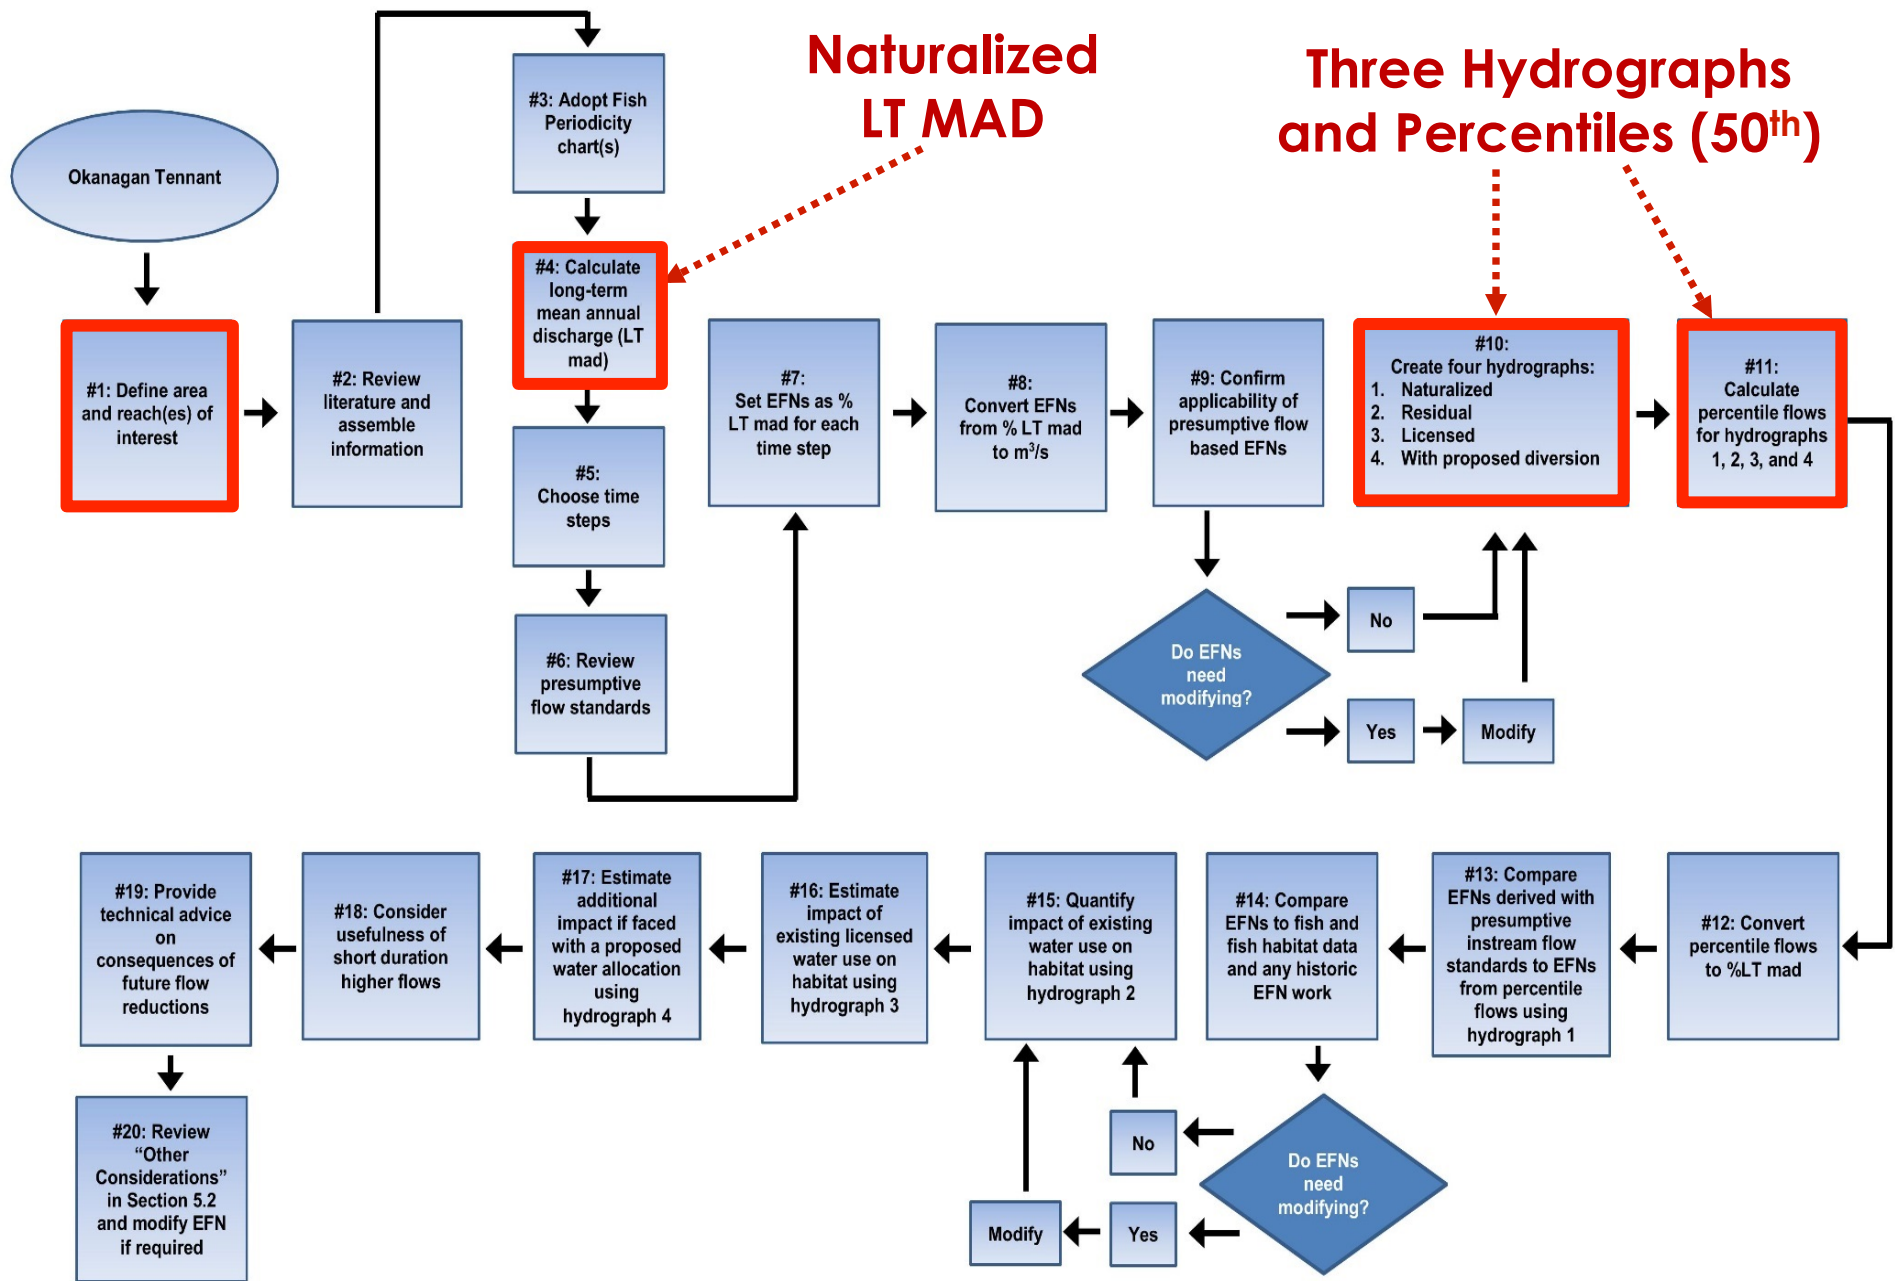 Naturalized
LT MAD
Three Hydrographs
and Percentiles (50th)
Okanagan Tennant
#1: Define area
and reach(es) of
interest
#2: Review
literature and
assemble
information
#3: Adopt Fish
Periodicity
chart(s)
#4: Calculate
long-term
mean annual
discharge (LT
mad)
#5:
Choose time
steps
#6: Review
presumptive
flow standards
#7:
Set EFNs as %
LT mad for each
time step
#8:
Convert EFNs
from % LT mad
to m³/s
#9: Confirm
applicability of
presumptive flow
based EFNs
Do EFNs
need
modifying?
No
Yes
Modify
#10:
Create four hydrographs:
1. Naturalized
2. Residual
3. Licensed
4. With proposed diversion
#11:
Calculate
percentile flows
for hydrographs
1, 2, 3, and 4
#12: Convert
percentile flows
to %LT mad
#13: Compare
EFNs derived with
presumptive
instream flow
standards to EFNs
from percentile
flows using
hydrograph 1
#14: Compare
EFNs to fish and
fish habitat data
and any historic
EFN work
Do EFNs
need
modifying?
No
Yes
Modify
#15: Quantify
impact of existing
water use on
habitat using
hydrograph 2
#16: Estimate
impact of
existing licensed
water use on
habitat using
hydrograph 3
#17: Estimate
additional
impact if faced
with a proposed
water allocation
using
hydrograph 4
#18: Consider
usefulness of
short duration
higher flows
#19: Provide
technical advice
on
consequences of
future flow
reductions
#20: Review
“Other
Considerations”
in Section 5.2
and modify EFN
if required